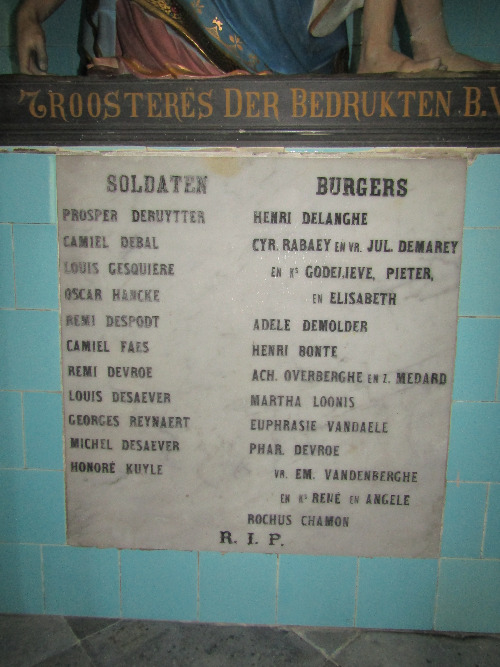 TROOSTERĒS DER BEDRUKTEN B.V
SOLDATEN
PROSPER DERUYTTER
CAMIEL DEBAL
LOUIS GESQUIERE
OSCAR HANCKE
REMI DESPODT
CAMIEL FAES
REMI DEVROE
LOUIS DESAEVER
GEORGES REYNAERT
MICHEL DESAEVER
HONORÉ KUYLE
BURGERS
HENRI DELANGHE
CYR. RABAEY EN VR. JUL. DEMAREY
EN KS GODELIEVE, PIETER,
EN ELISABETH
ADELE DEMOLDER
HENRI BONTE
ACH. OVERBERGHE EN Z. MEDARD
MARTHA LOONIS
EUPHRASIE VANDAELE
PHAR. DEVROE
VR. EM. VANDENBERGHE
EN KS RENÉ EN ANGELE
ROCHUS CHAMON
R. I. P.